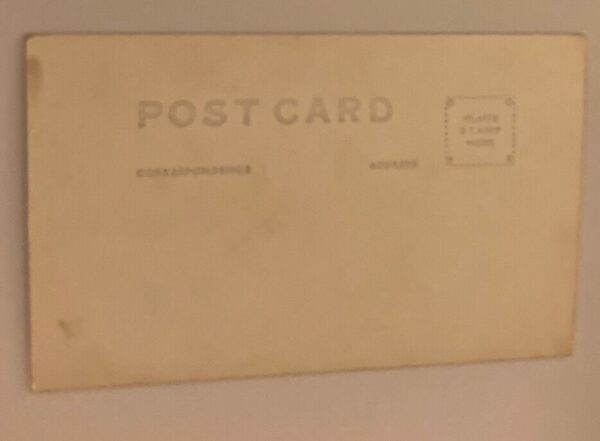 POST CARD
PLACE
STAMP
HERE
CORRESPONDENCE
ADDRESS